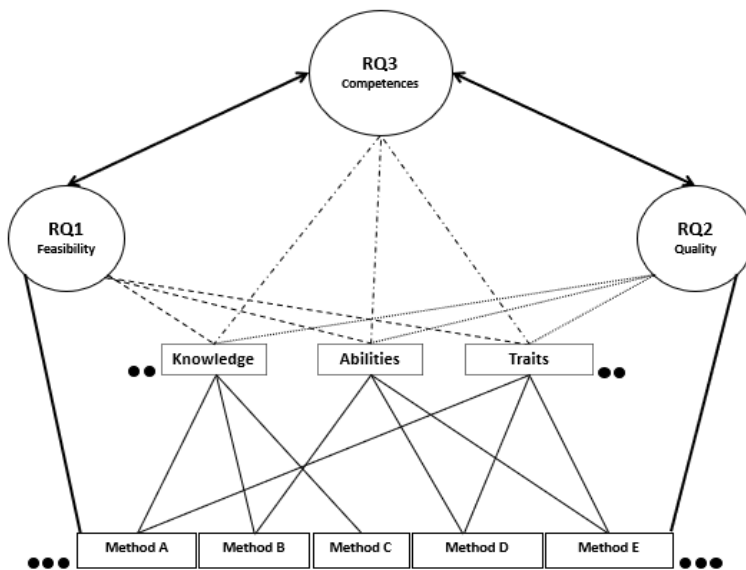 RQ3
Competences
RQ1
Feasibility
RQ2
Quality
Knowledge
Abilities
Traits
Method A
Method B
Method C
Method D
Method E